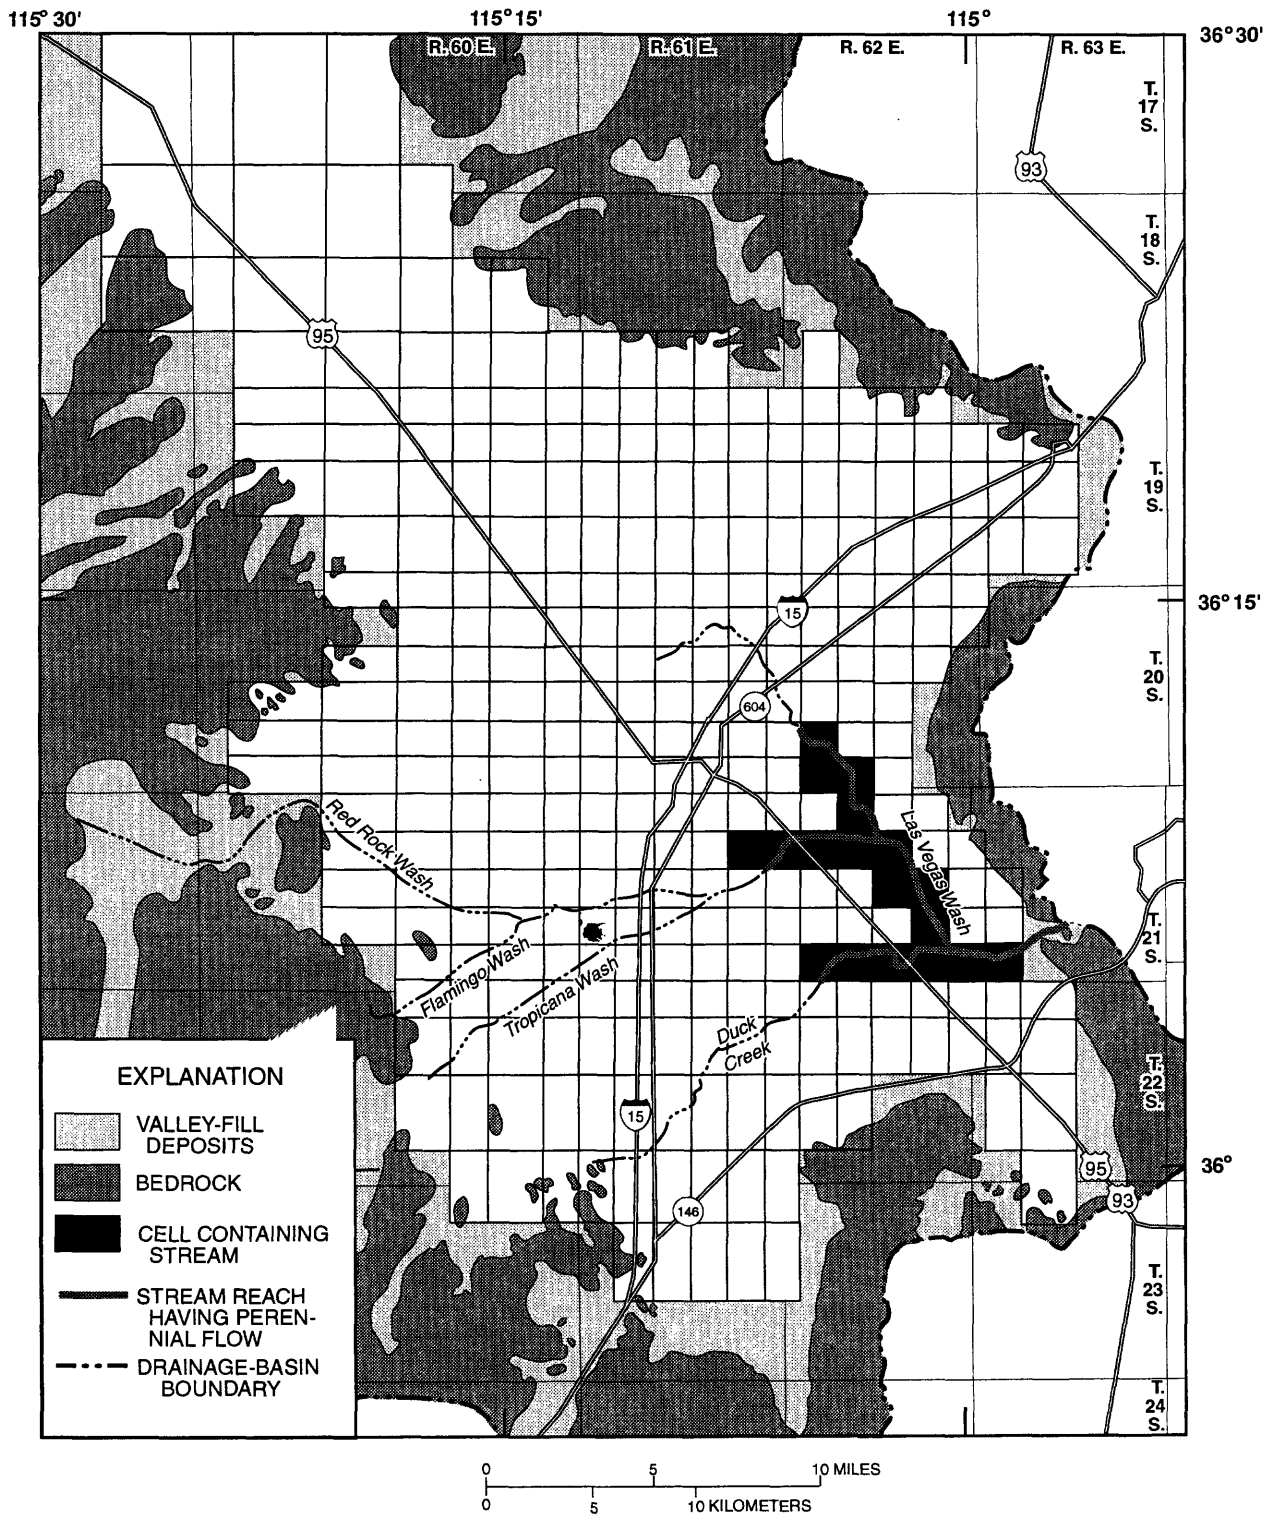 115° 30'
115° 15'
115°
R. 60 E.
R. 61 E.
R. 62 E.
R. 63 E.
36° 30'
T.
17
S.
93
T.
18
S.
95
T.
19
S.
15
36° 15'
T.
20
S.
604
Red Rock Wash
Las Vegas Wash
T.
21
S.
Flamingo Wash
Tropicana Wash
Duck
Creek
T.
22
S.
15
95
36°
93
146
T.
23
S.
T.
24
S.
EXPLANATION
VALLEY-FILL
DEPOSITS
BEDROCK
CELL CONTAINING
STREAM
STREAM REACH
HAVING PEREN-
NIAL FLOW
DRAINAGE-BASIN
BOUNDARY
0 5 10 MILES
0 5 10 KILOMETERS